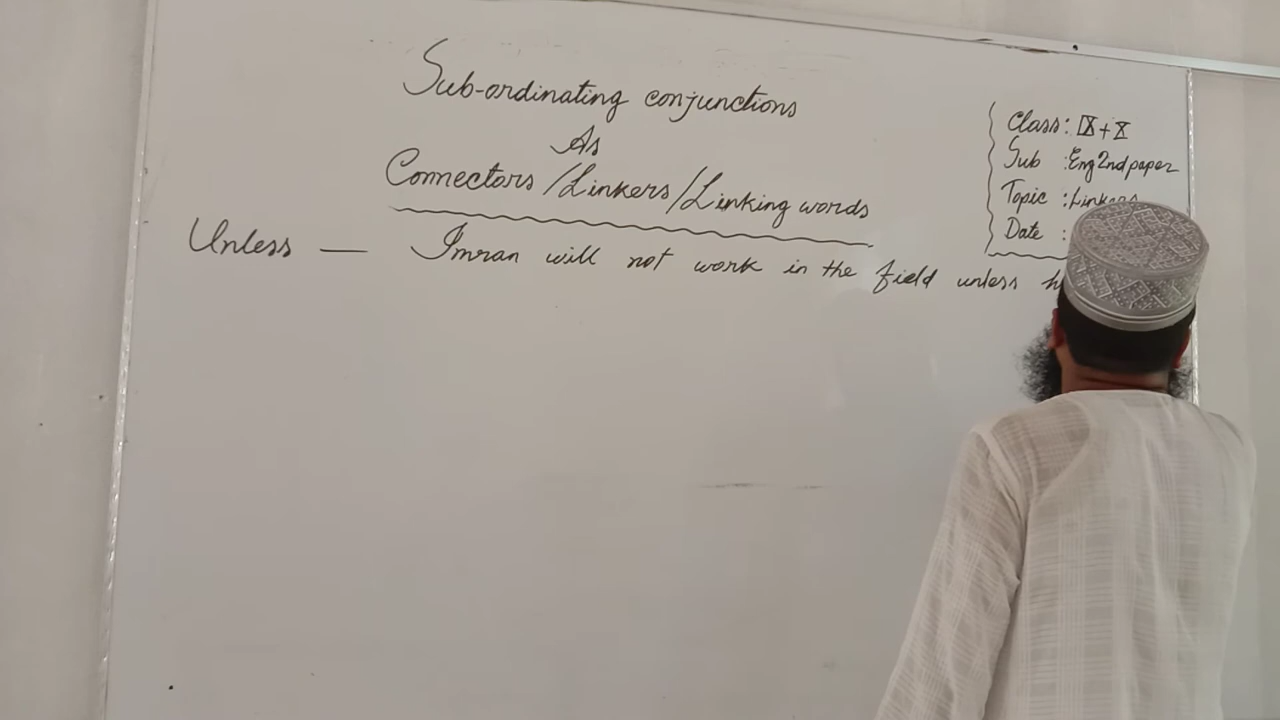 Sub-ordinating conjunctions
As
Connectors/Linkers/Linking words
Class: IX+X
Sub : Eng 2nd paper
Topic : Linkers
Date :
Unless — Imran will not work in the field unless